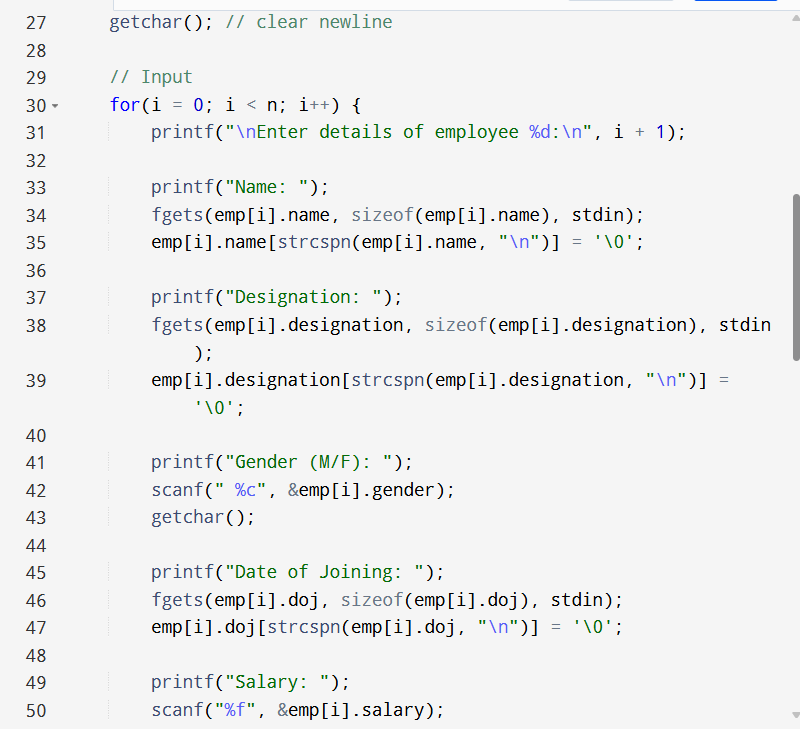 27 getchar(); // clear newline
28
29 // Input
30 for(i = 0; i < n; i++) {
31 printf("\nEnter details of employee %d:\n", i + 1);
32
33 printf("Name: ");
34 fgets(emp[i].name, sizeof(emp[i].name), stdin);
35 emp[i].name[strcspn(emp[i].name, "\n")] = '\0';
36
37 printf("Designation: ");
38 fgets(emp[i].designation, sizeof(emp[i].designation), stdin
);
39 emp[i].designation[strcspn(emp[i].designation, "\n")] =
'\0';
40
41 printf("Gender (M/F): ");
42 scanf(" %c", &emp[i].gender);
43 getchar();
44
45 printf("Date of Joining: ");
46 fgets(emp[i].doj, sizeof(emp[i].doj), stdin);
47 emp[i].doj[strcspn(emp[i].doj, "\n")] = '\0';
48
49 printf("Salary: ");
50 scanf("%f", &emp[i].salary);